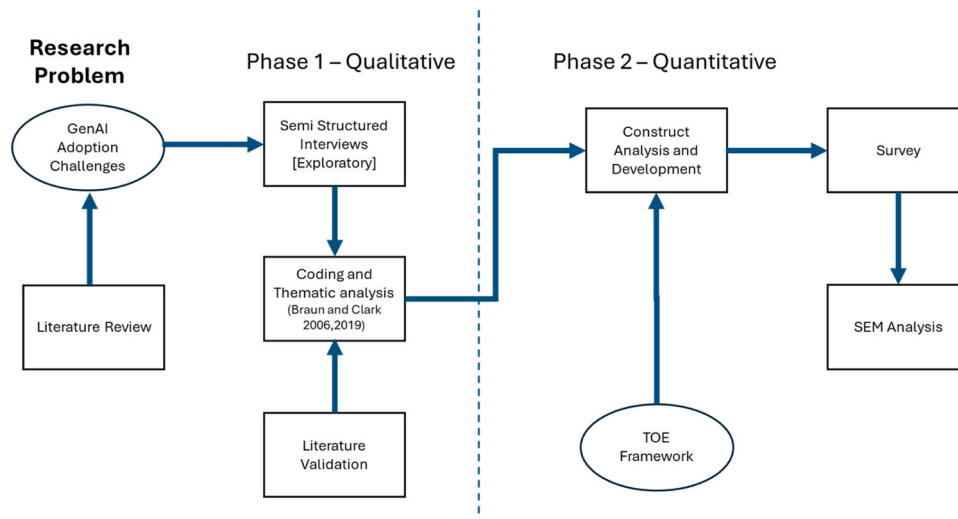 Research
Problem
GenAI
Adoption
Challenges
Literature Review
Phase 1 – Qualitative
Semi Structured
Interviews
[Exploratory]
Coding and
Thematic analysis
(Braun and Clark
2006,2019)
Literature
Validation
Phase 2 – Quantitative
Construct
Analysis and
Development
TOE
Framework
Survey
SEM Analysis